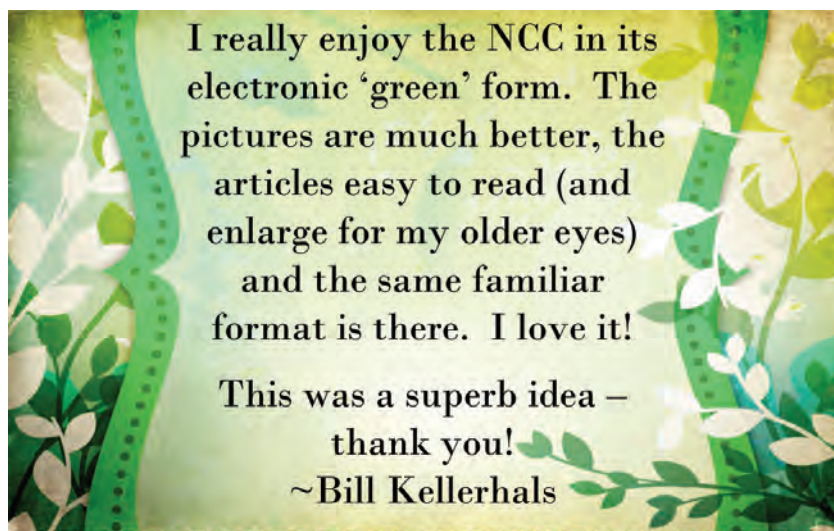 I really enjoy the NCC in its
electronic ‘green’ form.  The
pictures are much better, the
articles easy to read (and
enlarge for my older eyes)
and the same familiar
format is there.  I love it!
This was a superb idea –
thank you!
~Bill Kellerhals